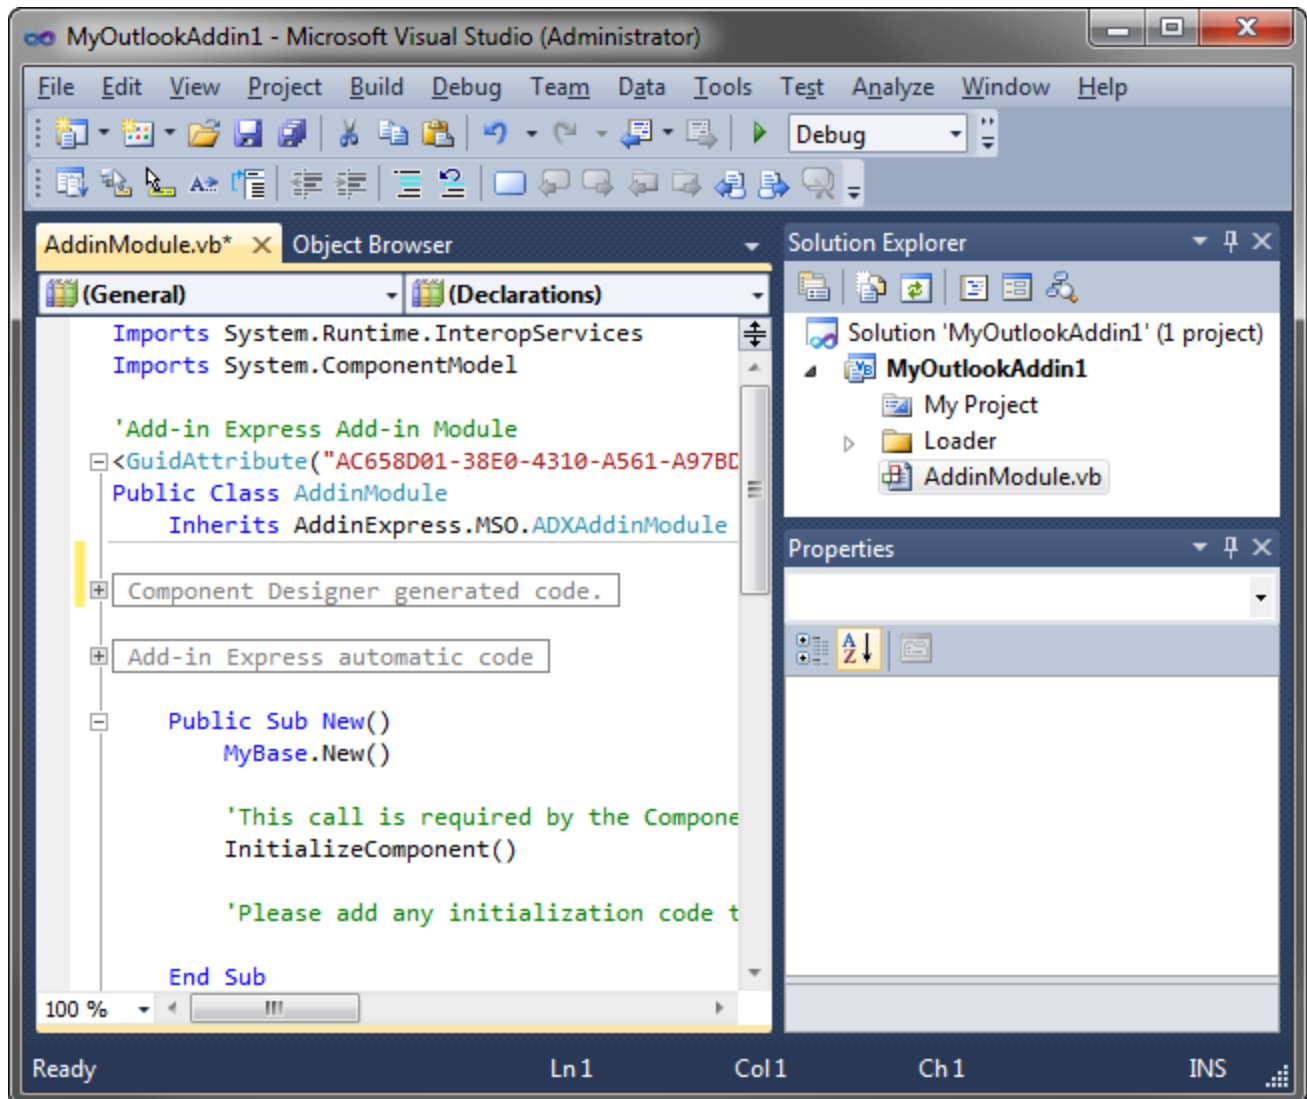 MyOutlookAddin1 - Microsoft Visual Studio (Administrator)
File Edit View Project Build Debug Team Data Tools Test Analyze Window Help
Debug
AddinModule.vb* Object Browser
(General) (Declarations)
Imports System.Runtime.InteropServices
Imports System.ComponentModel
'Add-in Express Add-in Module
<GuidAttribute("AC658D01-38E0-4310-A561-A97BD
Public Class AddinModule
Inherits AddinExpress.MSO.ADXAddinModule
Component Designer generated code.
Add-in Express automatic code
Public Sub New()
MyBase.New()
'This call is required by the Compone
InitializeComponent()
'Please add any initialization code t
End Sub
100 %
Solution Explorer
Solution 'MyOutlookAddin1' (1 project)
MyOutlookAddin1
My Project
Loader
AddinModule.vb
Properties
Ready Ln 1 Col 1 Ch 1 INS